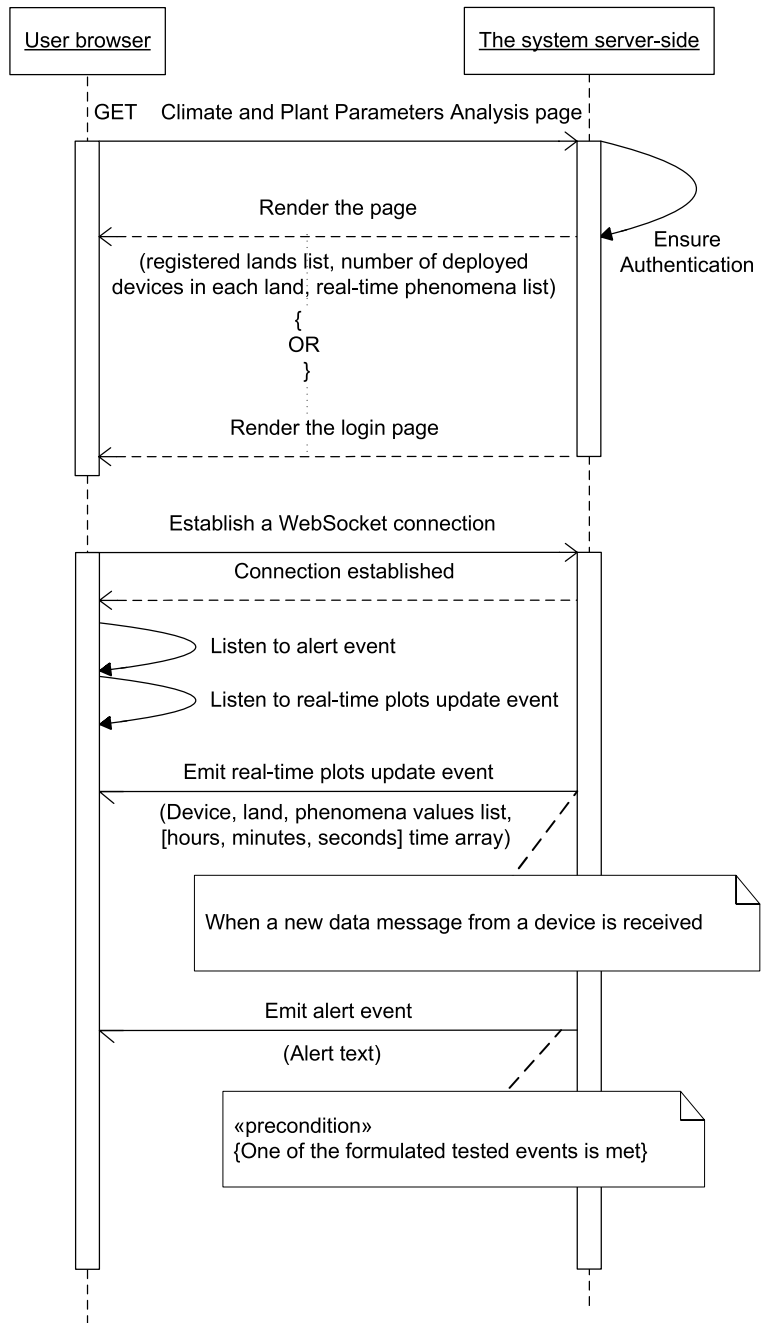 User browser
The system server-side
GET Climate and Plant Parameters Analysis page
Render the page
Ensure
Authentication
(registered lands list, number of deployed
devices in each land, real-time phenomena list)
{
OR
}
Render the login page
Establish a WebSocket connection
Connection established
Listen to alert event
Listen to real-time plots update event
Emit real-time plots update event
(Device, land, phenomena values list,
[hours, minutes, seconds] time array)
When a new data message from a device is received
Emit alert event
(Alert text)
«precondition»
{One of the formulated tested events is met}